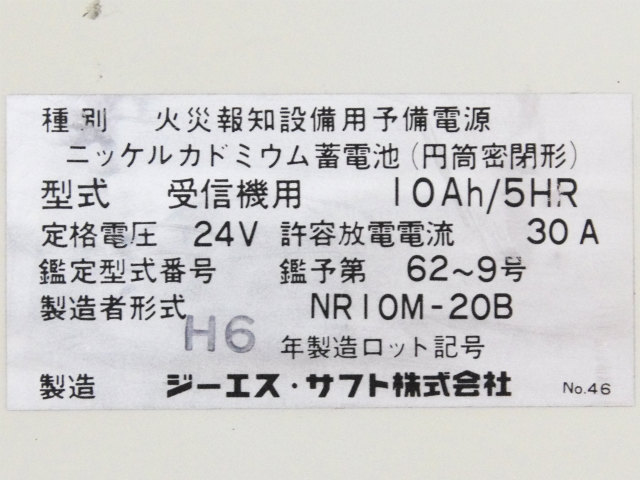 種別 火災報知設備用予備電源
ニッケルカドミウム蓄電池(円筒密閉形)
型式 受信機用 10Ah/5HR
定格電圧 24V 許容放電電流 30A
鑑定型式番号 鑑予第 62～9号
製造者形式 NR10M-20B
H6 年製造ロット記号
製造 ジーエス・サフト株式会社 No.46